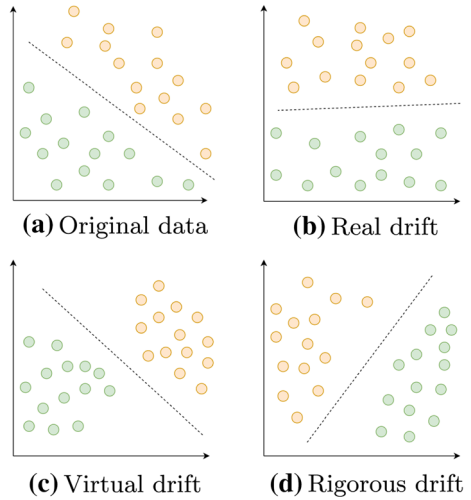 (a) Original data
(b) Real drift
(c) Virtual drift
(d) Rigorous drift